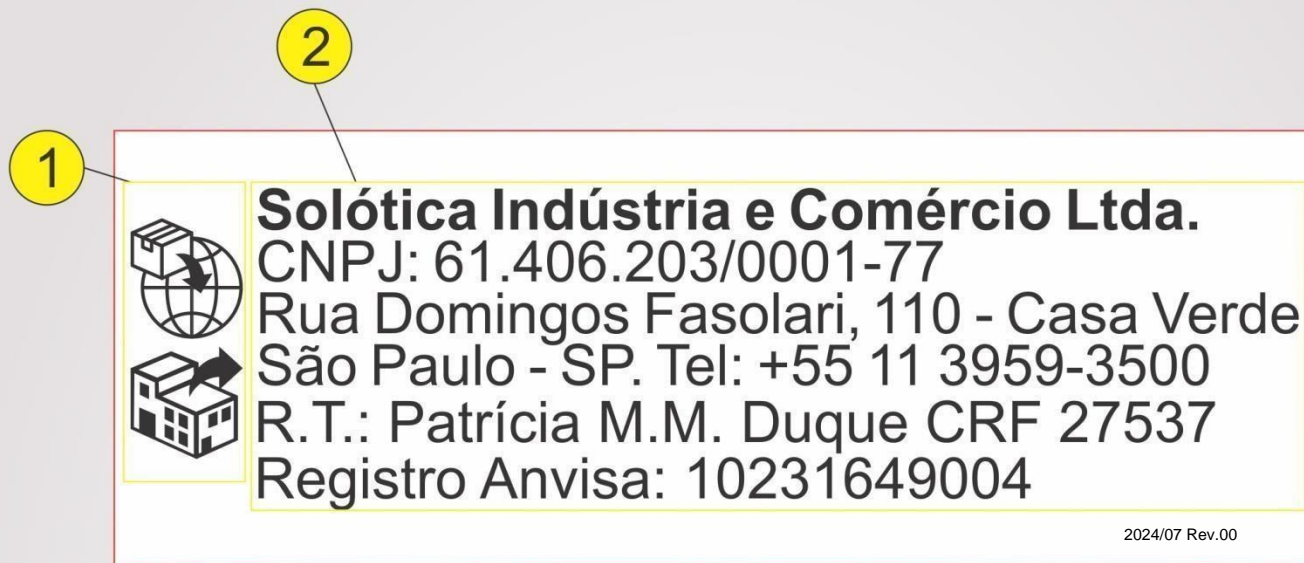 2
1
Solótica Indústria e Comércio Ltda.
CNPJ: 61.406.203/0001-77
Rua Domingos Fasolari, 110 - Casa Verde
São Paulo - SP. Tel: +55 11 3959-3500
R.T.: Patrícia M.M. Duque CRF 27537
Registro Anvisa: 10231649004
2024/07 Rev.00